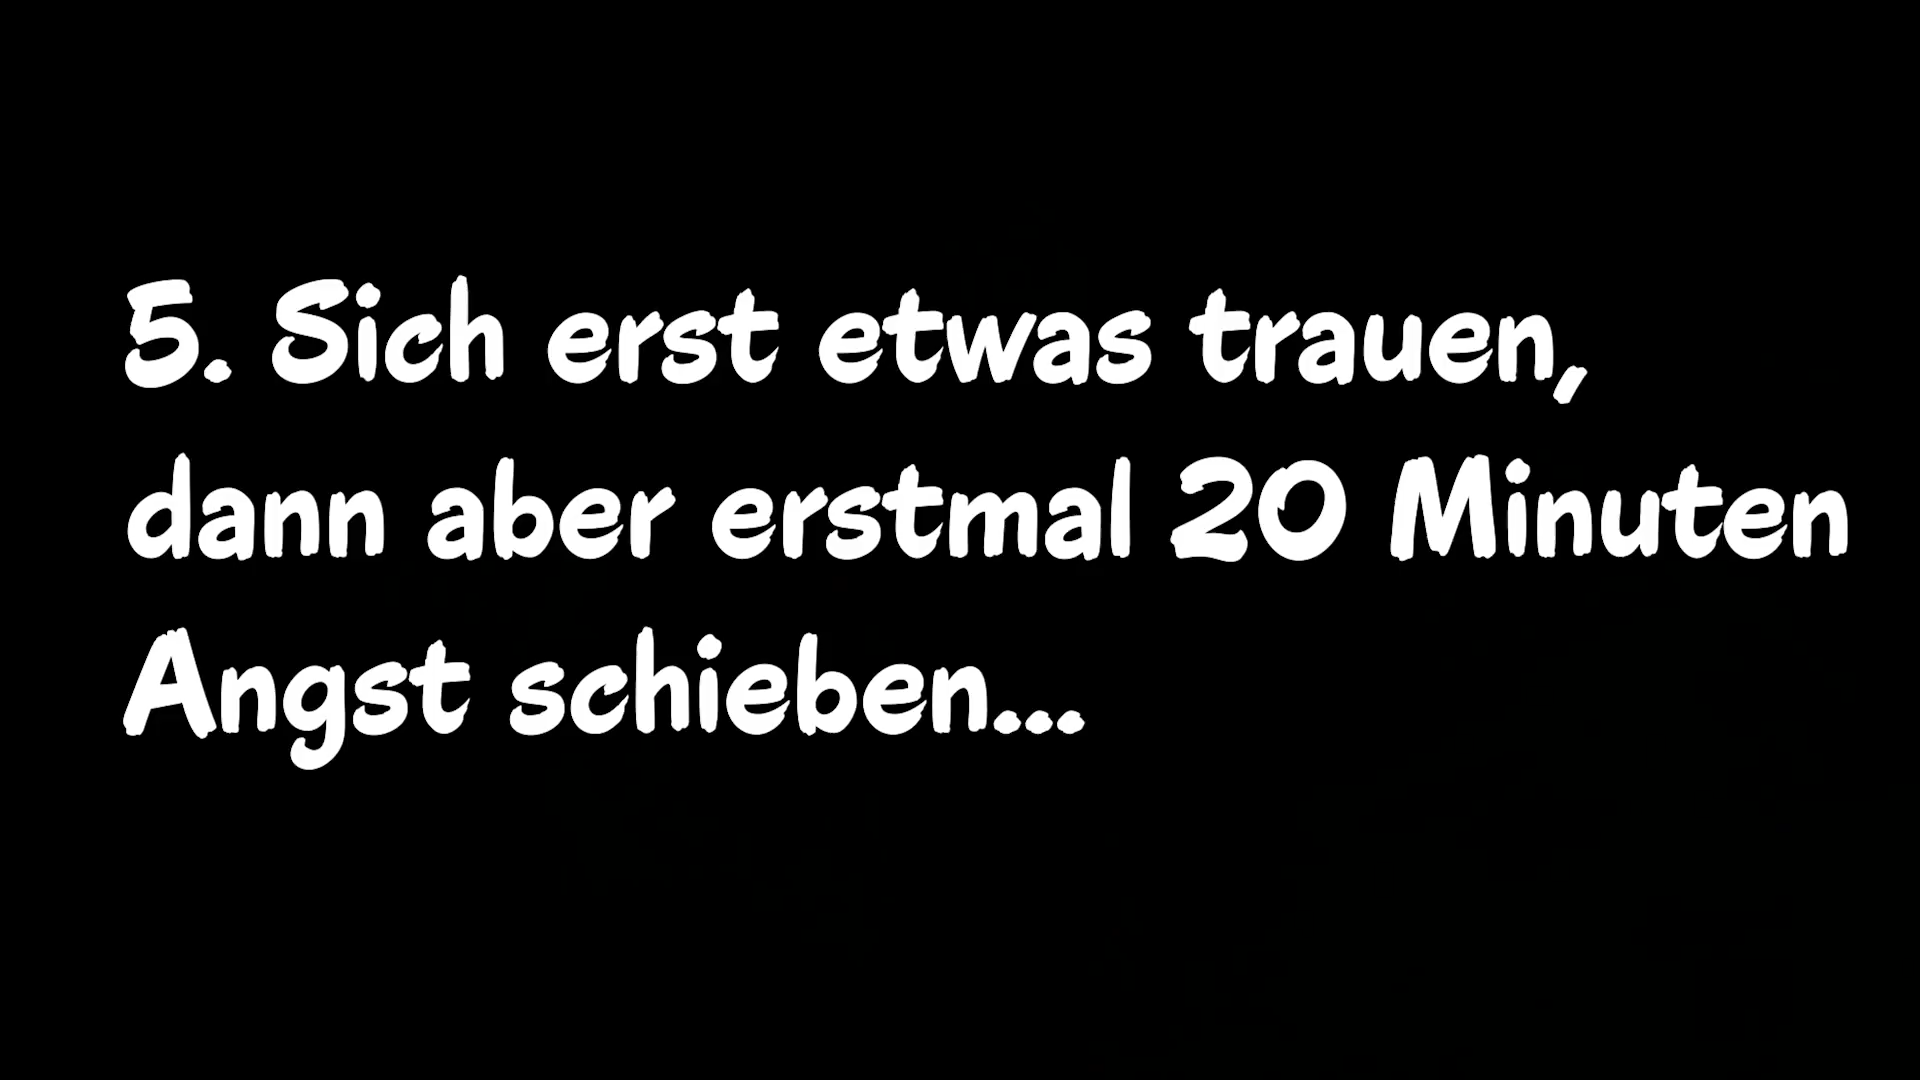 5. Sich erst etwas trauen,
dann aber erstmal 20 Minuten
Angst schieben...